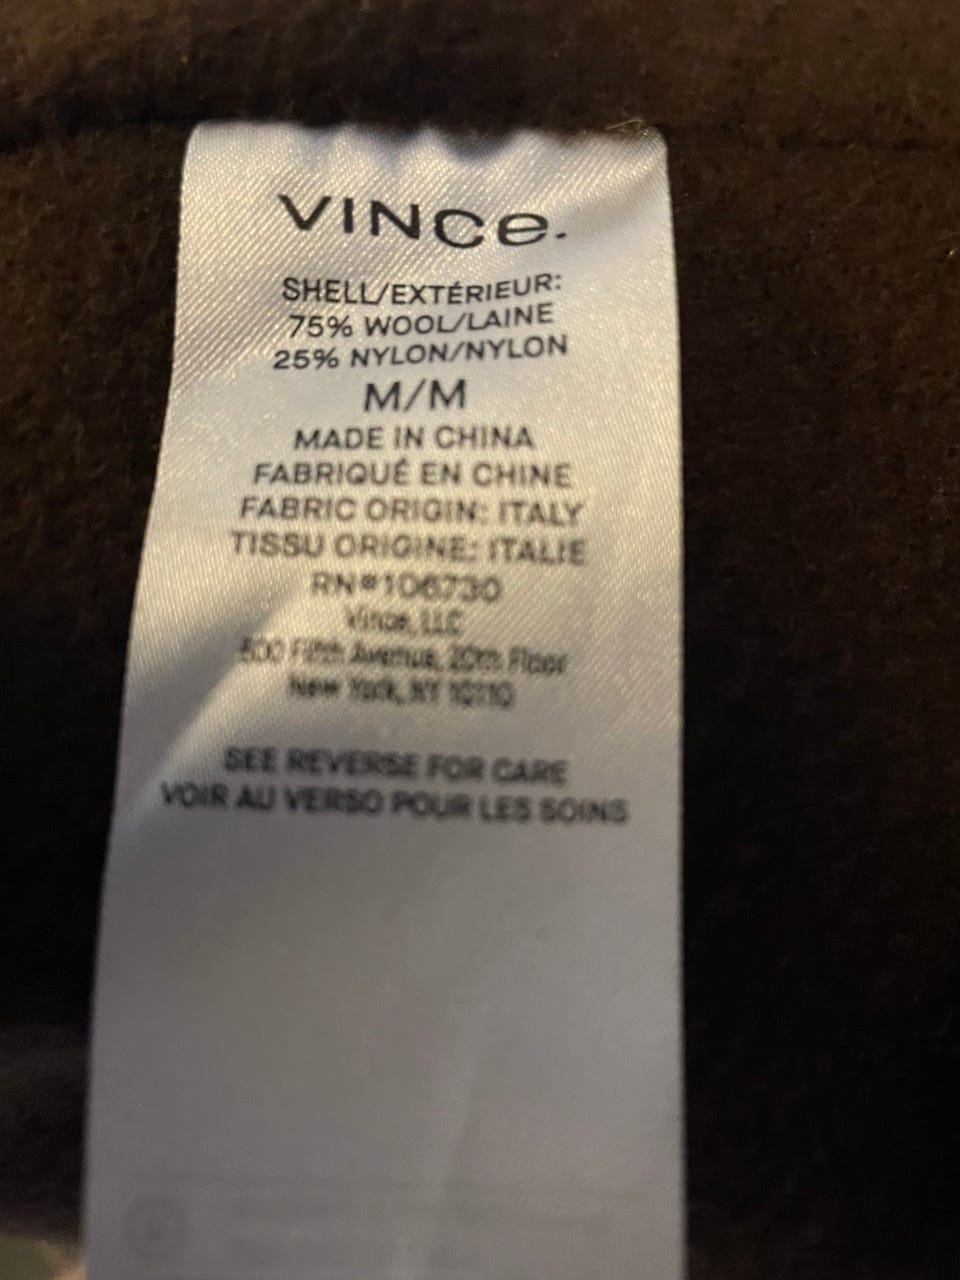 VINCe.
SHELL/EXTÉRIEUR:
75% WOOL/LAINE
25% NYLON/NYLON
M/M
MADE IN CHINA
FABRIQUÉ EN CHINE
FABRIC ORIGIN: ITALY
TISSU ORIGINE: ITALIE
RN#106730
Vince, LLC
500 Fifth Avenue, 20th Floor
New York, NY 10110
SEE REVERSE FOR CARE
VOIR AU VERSO POUR LES SOINS